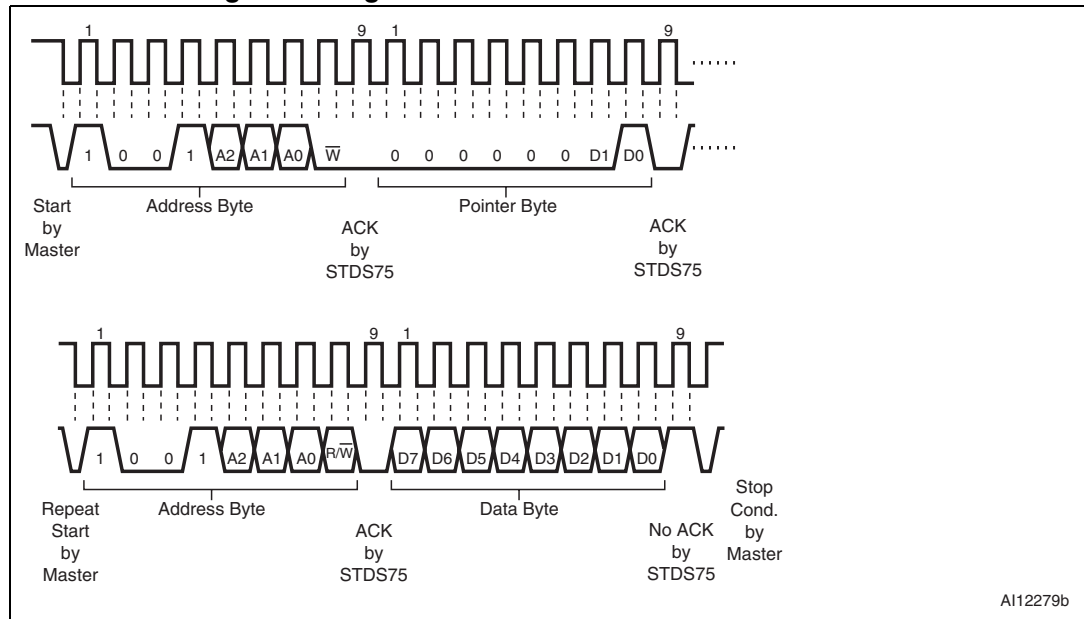 1 9 1 9
1 0 0 1 A2 A1 A0 W̅ 0 0 0 0 0 0 D1 D0
Start
by
Master
Address Byte
ACK
by
STDS75
Pointer Byte
ACK
by
STDS75
1 9 1 9
1 0 0 1 A2 A1 A0 R/W̅ D7 D6 D5 D4 D3 D2 D1 D0
Repeat
Start
by
Master
Address Byte
ACK
by
STDS75
Data Byte
No ACK
by
STDS75
Stop
Cond.
by
Master
AI12279b